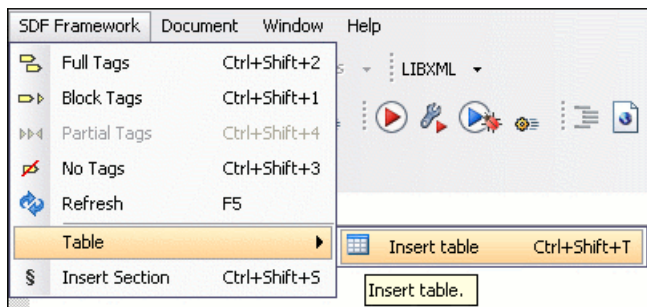 SDF Framework Document Window Help
Full Tags Ctrl+Shift+2
LIBXML
Block Tags Ctrl+Shift+1
Partial Tags Ctrl+Shift+4
No Tags Ctrl+Shift+3
Refresh F5
Table
Insert table Ctrl+Shift+T
§ Insert Section Ctrl+Shift+S
Insert table.